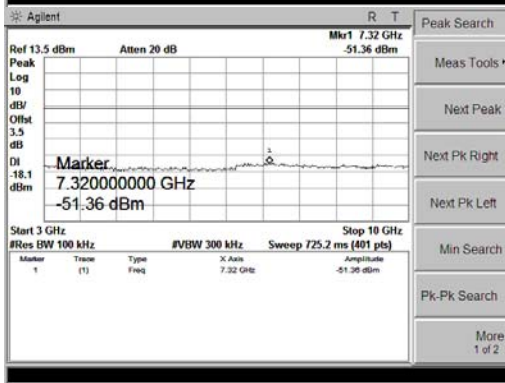 Agilent R T
Peak Search
Mkr1 7.32 GHz
Ref 13.5 dBm Atten 20 dB -51.36 dBm
Peak
Log
10
dB/
Offst
3.5
dB
DI
-18.1
dBm
1
Marker
7.320000000 GHz
-51.36 dBm
Start 3 GHz Stop 10 GHz
#Res BW 100 kHz #VBW 300 kHz Sweep 725.2 ms (401 pts)
Marker Trace Type X Axis Amplitude
1 (1) Freq 7.32 GHz -51.36 dBm
Meas Tools
Next Peak
Next Pk Right
Next Pk Left
Min Search
Pk-Pk Search
More
1 of 2